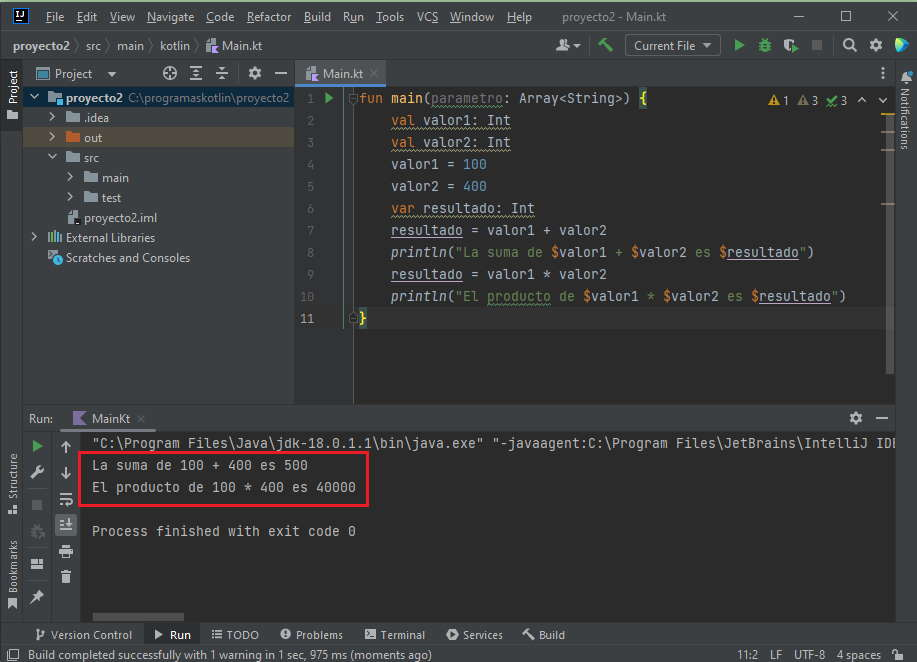 File Edit View Navigate Code Refactor Build Run Tools VCS Window Help proyecto2 - Main.kt
proyecto2 src main kotlin Main.kt Current File
Project
Project
Main.kt
Notifications
proyecto2 C:\programaskotlin\proyecto2
.idea
out
src
main
test
proyecto2.iml
External Libraries
Scratches and Consoles
1 fun main(parametro: Array<String>) { 1 3 3
2 val valor1: Int
3 val valor2: Int
4 valor1 = 100
5 valor2 = 400
6 var resultado: Int
7 resultado = valor1 + valor2
8 println("La suma de $valor1 + $valor2 es $resultado")
9 resultado = valor1 * valor2
10 println("El producto de $valor1 * $valor2 es $resultado")
11 }
Run: MainKt
"C:\Program Files\Java\jdk-18.0.1.1\bin\java.exe" "-javaagent:C:\Program Files\JetBrains\IntelliJ IDE
La suma de 100 + 400 es 500
El producto de 100 * 400 es 40000
Process finished with exit code 0
Structure
Bookmarks
Version Control Run TODO Problems Terminal Services Build
Build completed successfully with 1 warning in 1 sec, 975 ms (moments ago) 11:2 LF UTF-8 4 spaces